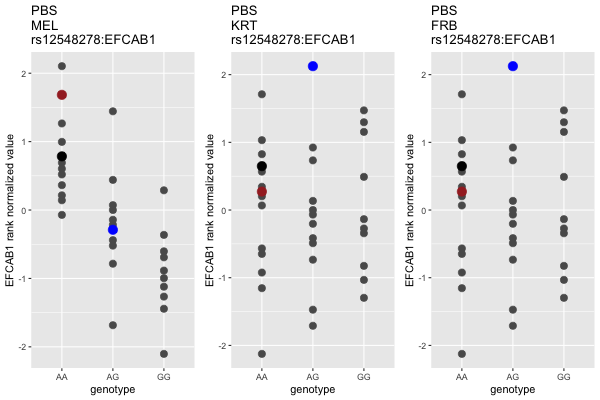 PBS
MEL
rs12548278:EFCAB1
EFCAB1 rank normalized value
2
1
0
-1
-2
AA
AG
GG
genotype
PBS
KRT
rs12548278:EFCAB1
EFCAB1 rank normalized value
2
1
0
-1
-2
AA
AG
GG
genotype
PBS
FRB
rs12548278:EFCAB1
EFCAB1 rank normalized value
2
1
0
-1
-2
AA
AG
GG
genotype